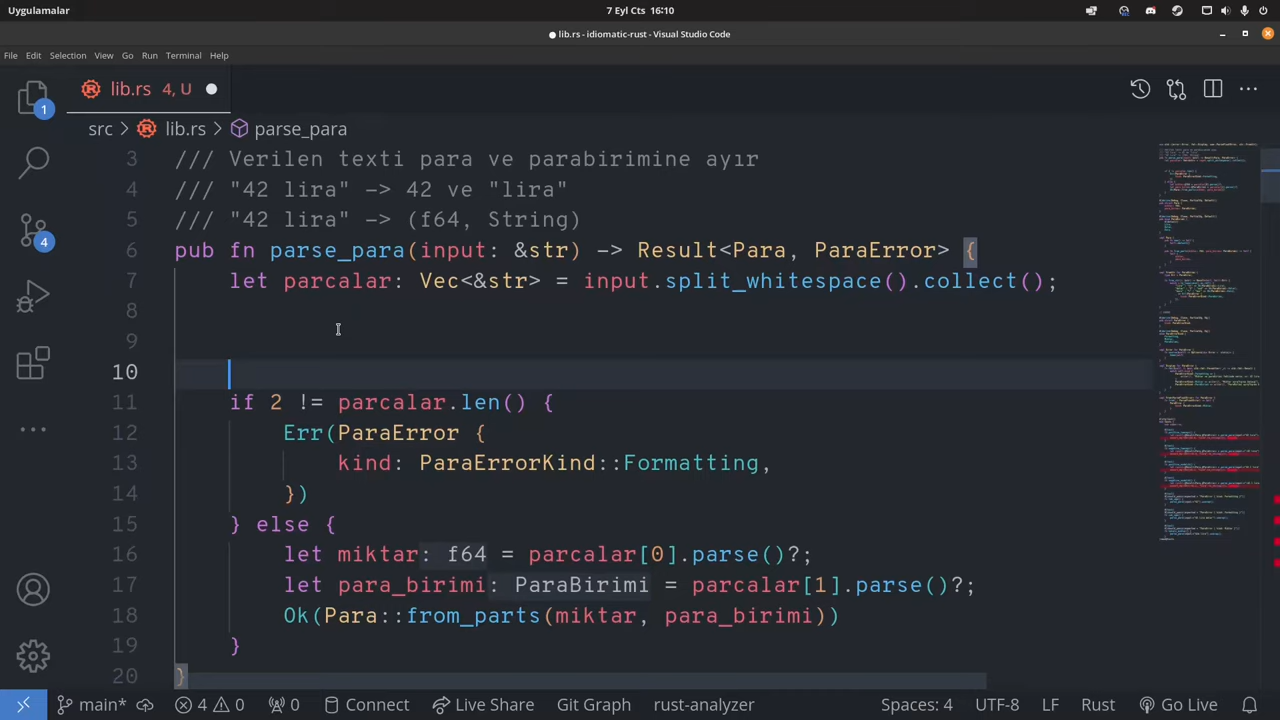 Uygulamalar
7 Eyl Cts 16:10
lib.rs - idiomatic-rust - Visual Studio Code
File Edit Selection View Go Run Terminal Help
1
lib.rs 4, U
src > lib.rs > parse_para
3 /// Verilen texti para ve parabirimine ayır
4 /// "42 lira" -> 42 ve "lira"
4
5 /// "42 lira" -> (f64, String)
6 pub fn parse_para(input: &str) -> Result<Para, ParaError> {
7 let parcalar: Vec<&str> = input.split_whitespace().collect();
8
9
10
11 if 2 != parcalar.len() {
12 Err(ParaError {
13 kind: ParaErrorKind::Formatting,
14 })
15 } else {
16 let miktar: f64 = parcalar[0].parse()?;
17 let para_birimi: ParaBirimi = parcalar[1].parse()?;
18 Ok(Para::from_parts(miktar, para_birimi))
19 }
20 }
main* 4 0 0 Connect Live Share Git Graph rust-analyzer Spaces: 4 UTF-8 LF Rust Go Live